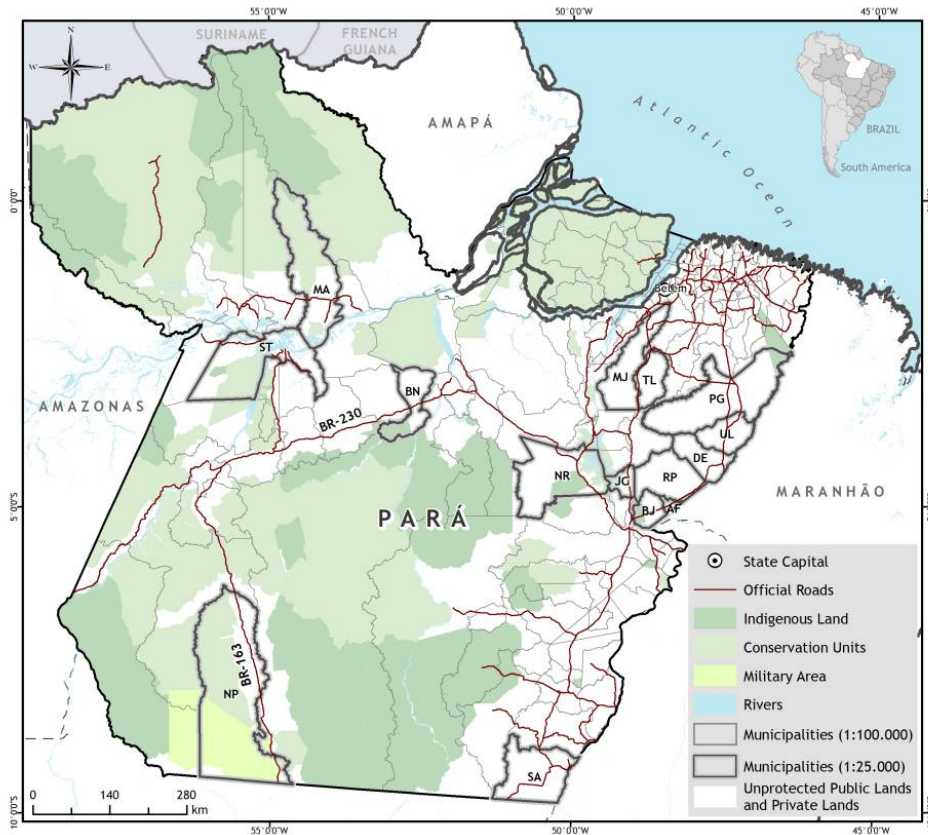 55°0'0"W
50°0'0"W
45°0'0"W
SURINAME
FRENCH
GUIANA
N
W
E
S
AMAPÁ
Atlantic Ocean
BRAZIL
South America
0°0'0"
MA
Belém
ST
MJ
TL
BN
PG
AMAZONAS
BR-230
UL
DE
NR
JC
RP
MARANHÃO
5°0'0"S
PARÁ
BJ
AF
State Capital
Official Roads
Indigenous Land
Conservation Units
BR-163
NP
Military Area
Rivers
Municipalities (1:100.000)
SA
Municipalities (1:25.000)
0 140 280
km
Unprotected Public Lands
and Private Lands
10°0'0"S
55°0'0"W
50°0'0"W
45°0'0"W